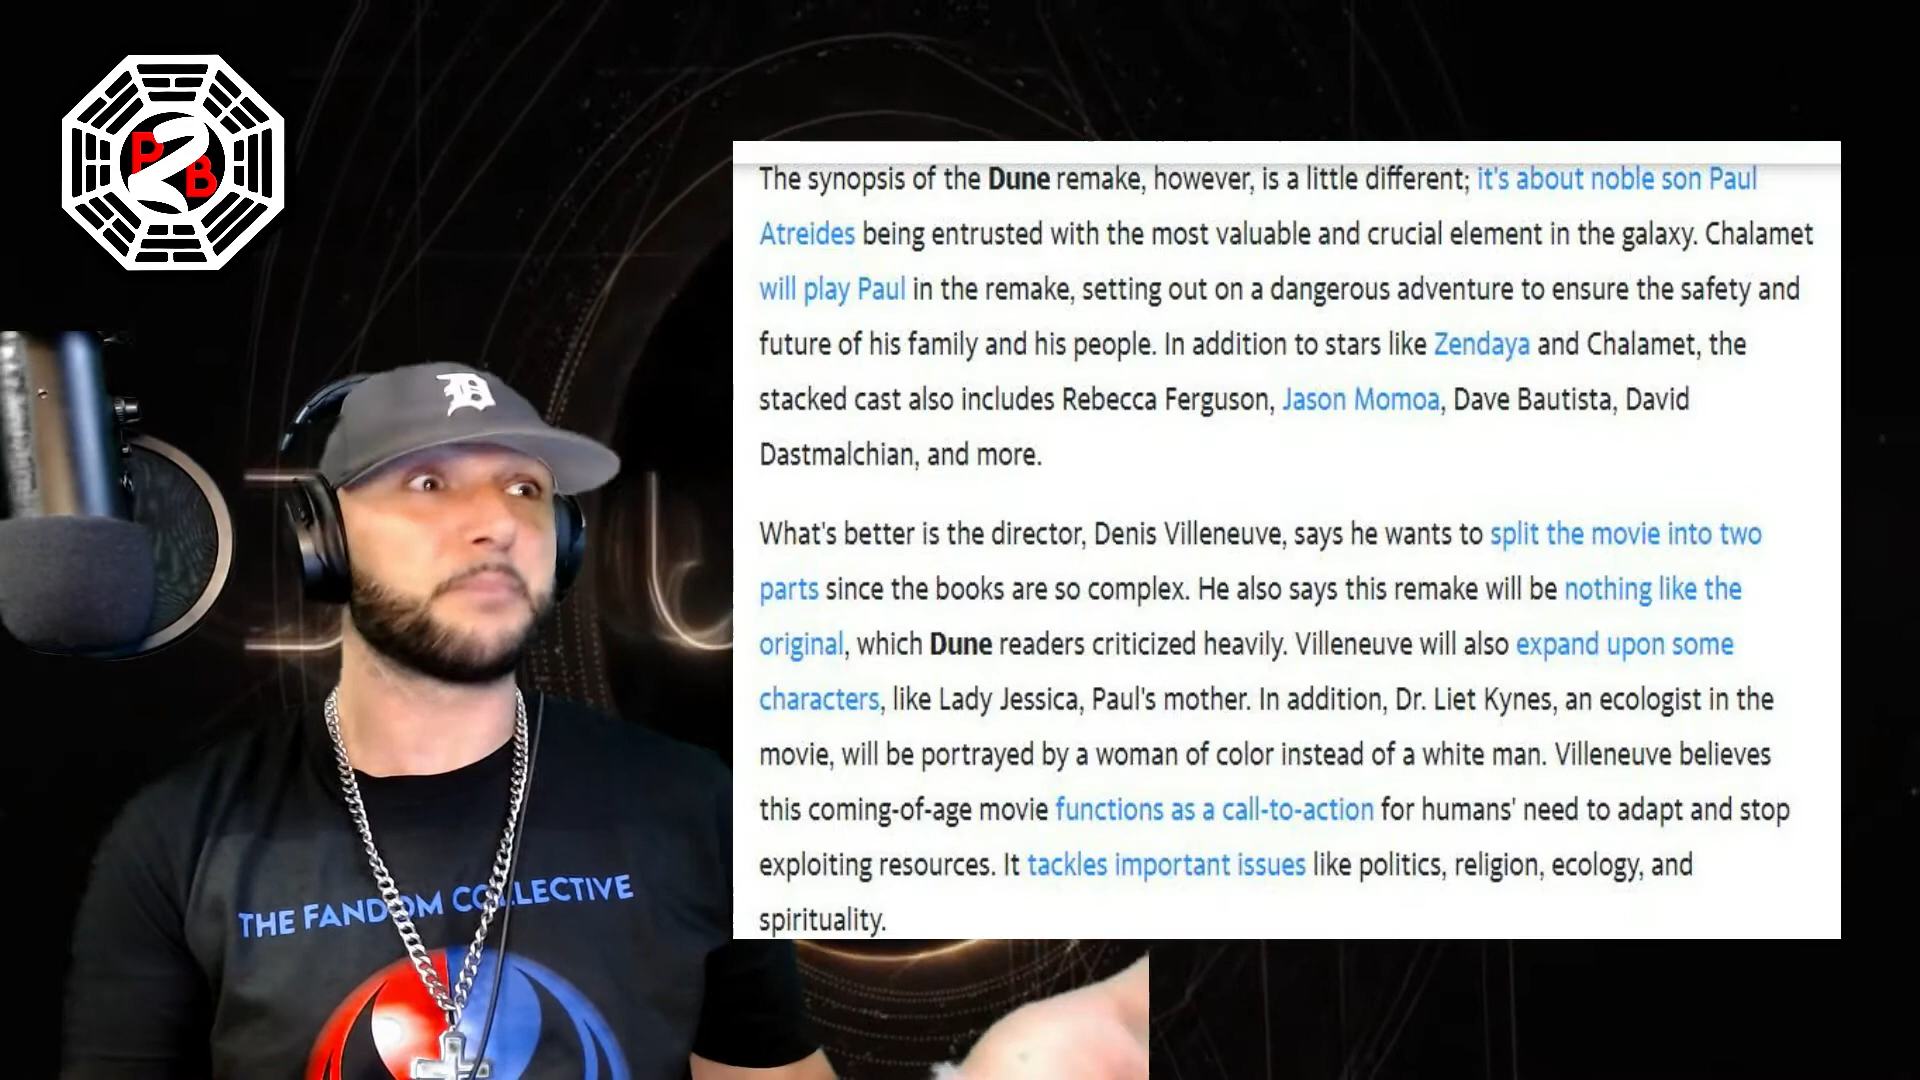 P2B
D
The synopsis of the Dune remake, however, is a little different; it's about noble son Paul
Atreides being entrusted with the most valuable and crucial element in the galaxy. Chalamet
will play Paul in the remake, setting out on a dangerous adventure to ensure the safety and
future of his family and his people. In addition to stars like Zendaya and Chalamet, the
stacked cast also includes Rebecca Ferguson, Jason Momoa, Dave Bautista, David
Dastmalchian, and more.
What's better is the director, Denis Villeneuve, says he wants to split the movie into two
parts since the books are so complex. He also says this remake will be nothing like the
original, which Dune readers criticized heavily. Villeneuve will also expand upon some
characters, like Lady Jessica, Paul's mother. In addition, Dr. Liet Kynes, an ecologist in the
movie, will be portrayed by a woman of color instead of a white man. Villeneuve believes
this coming-of-age movie functions as a call-to-action for humans' need to adapt and stop
exploiting resources. It tackles important issues like politics, religion, ecology, and
spirituality.
THE FANDOM COLLECTIVE